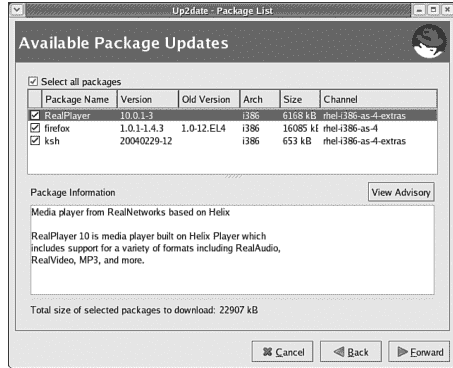 Up2date - Package List
Available Package Updates
Select all packages
Package Name Version Old Version Arch Size Channel
RealPlayer 10.0.1-3 i386 6168 kB rhel-i386-as-4-extras
firefox 1.0.1-1.4.3 1.0-12.EL4 i386 16085 kB rhel-i386-as-4
ksh 20040229-12 i386 653 kB rhel-i386-as-4-extras
Package Information
View Advisory
Media player from RealNetworks based on Helix
RealPlayer 10 is media player built on Helix Player which
includes support for a variety of formats including RealAudio,
RealVideo, MP3, and more.
Total size of selected packages to download: 22907 kB
Cancel
Back
Forward